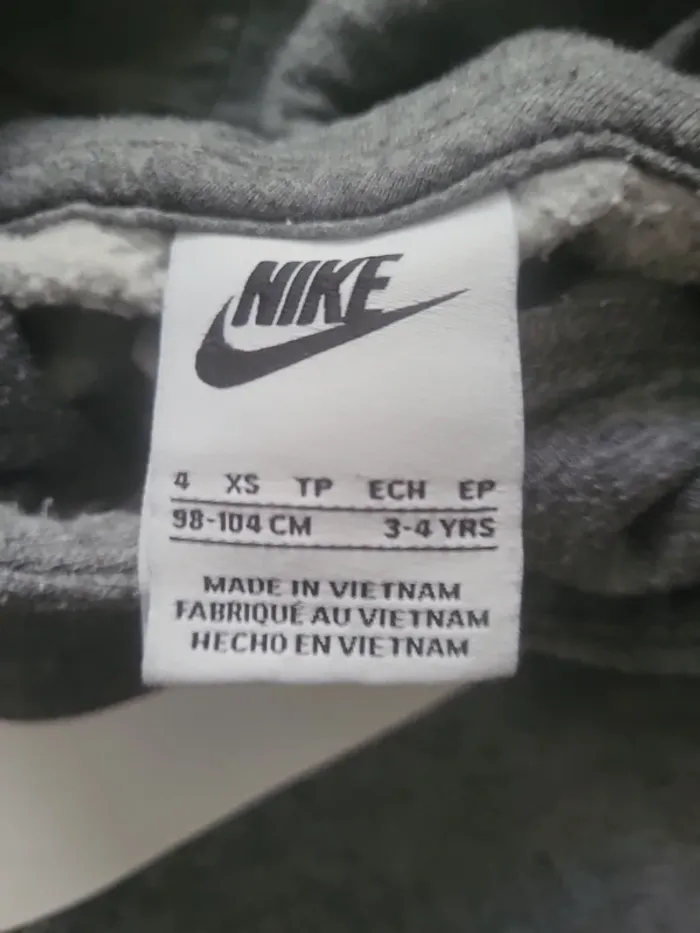 NIKE
4 XS TP ECH EP
98-104 CM 3-4 YRS
MADE IN VIETNAM
FABRIQUÉ AU VIETNAM
HECHO EN VIETNAM